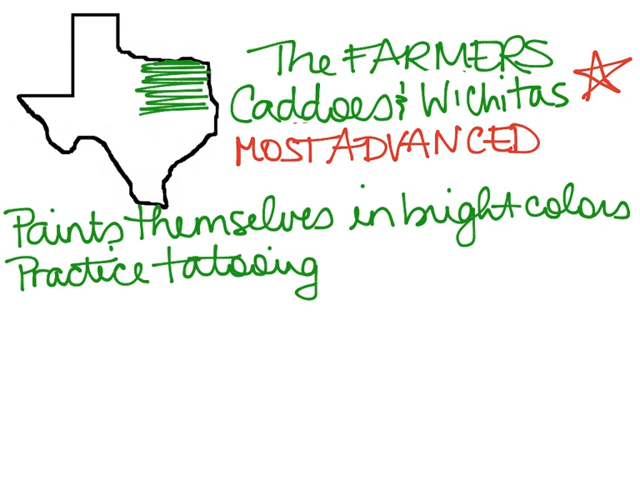 The FARMERS
Caddoes & Wichitas
MOST ADVANCED
Paints themselves in bright colors
Practice tatooing